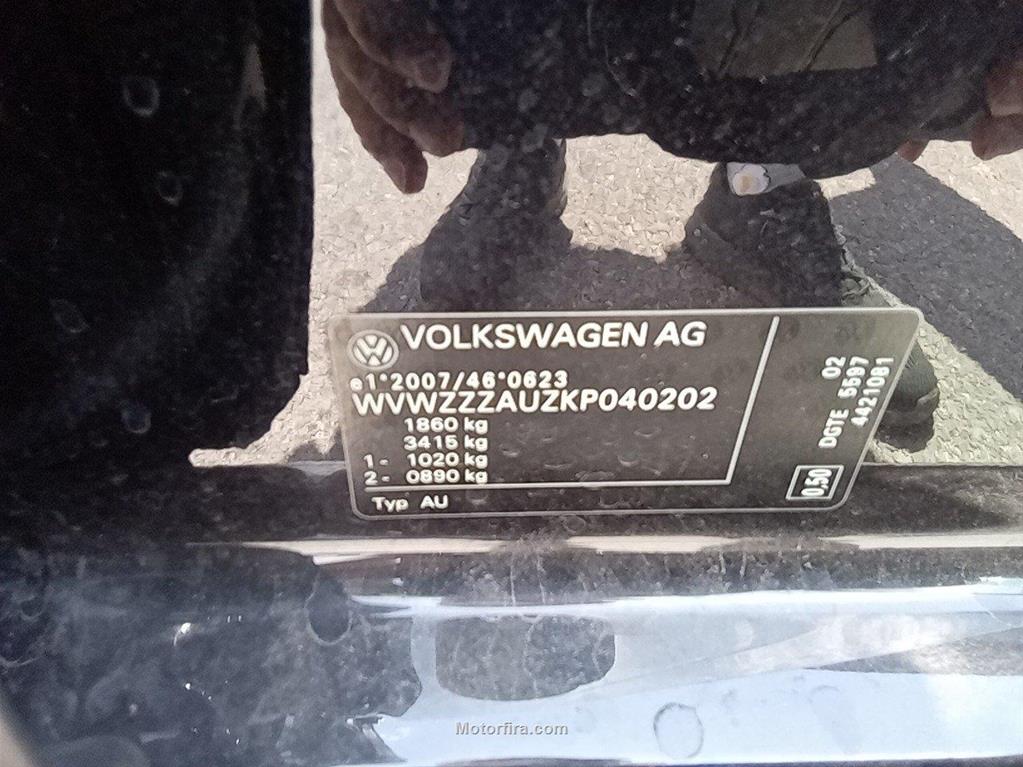 VOLKSWAGEN AG
e1*2007/46*0623
WVWZZZAUZKP040202
1860 kg
3415 kg
1- 1020 kg
2- 0890 kg
Typ AU
02
DGTE 5597
4421081
0.50
Motorfira.com